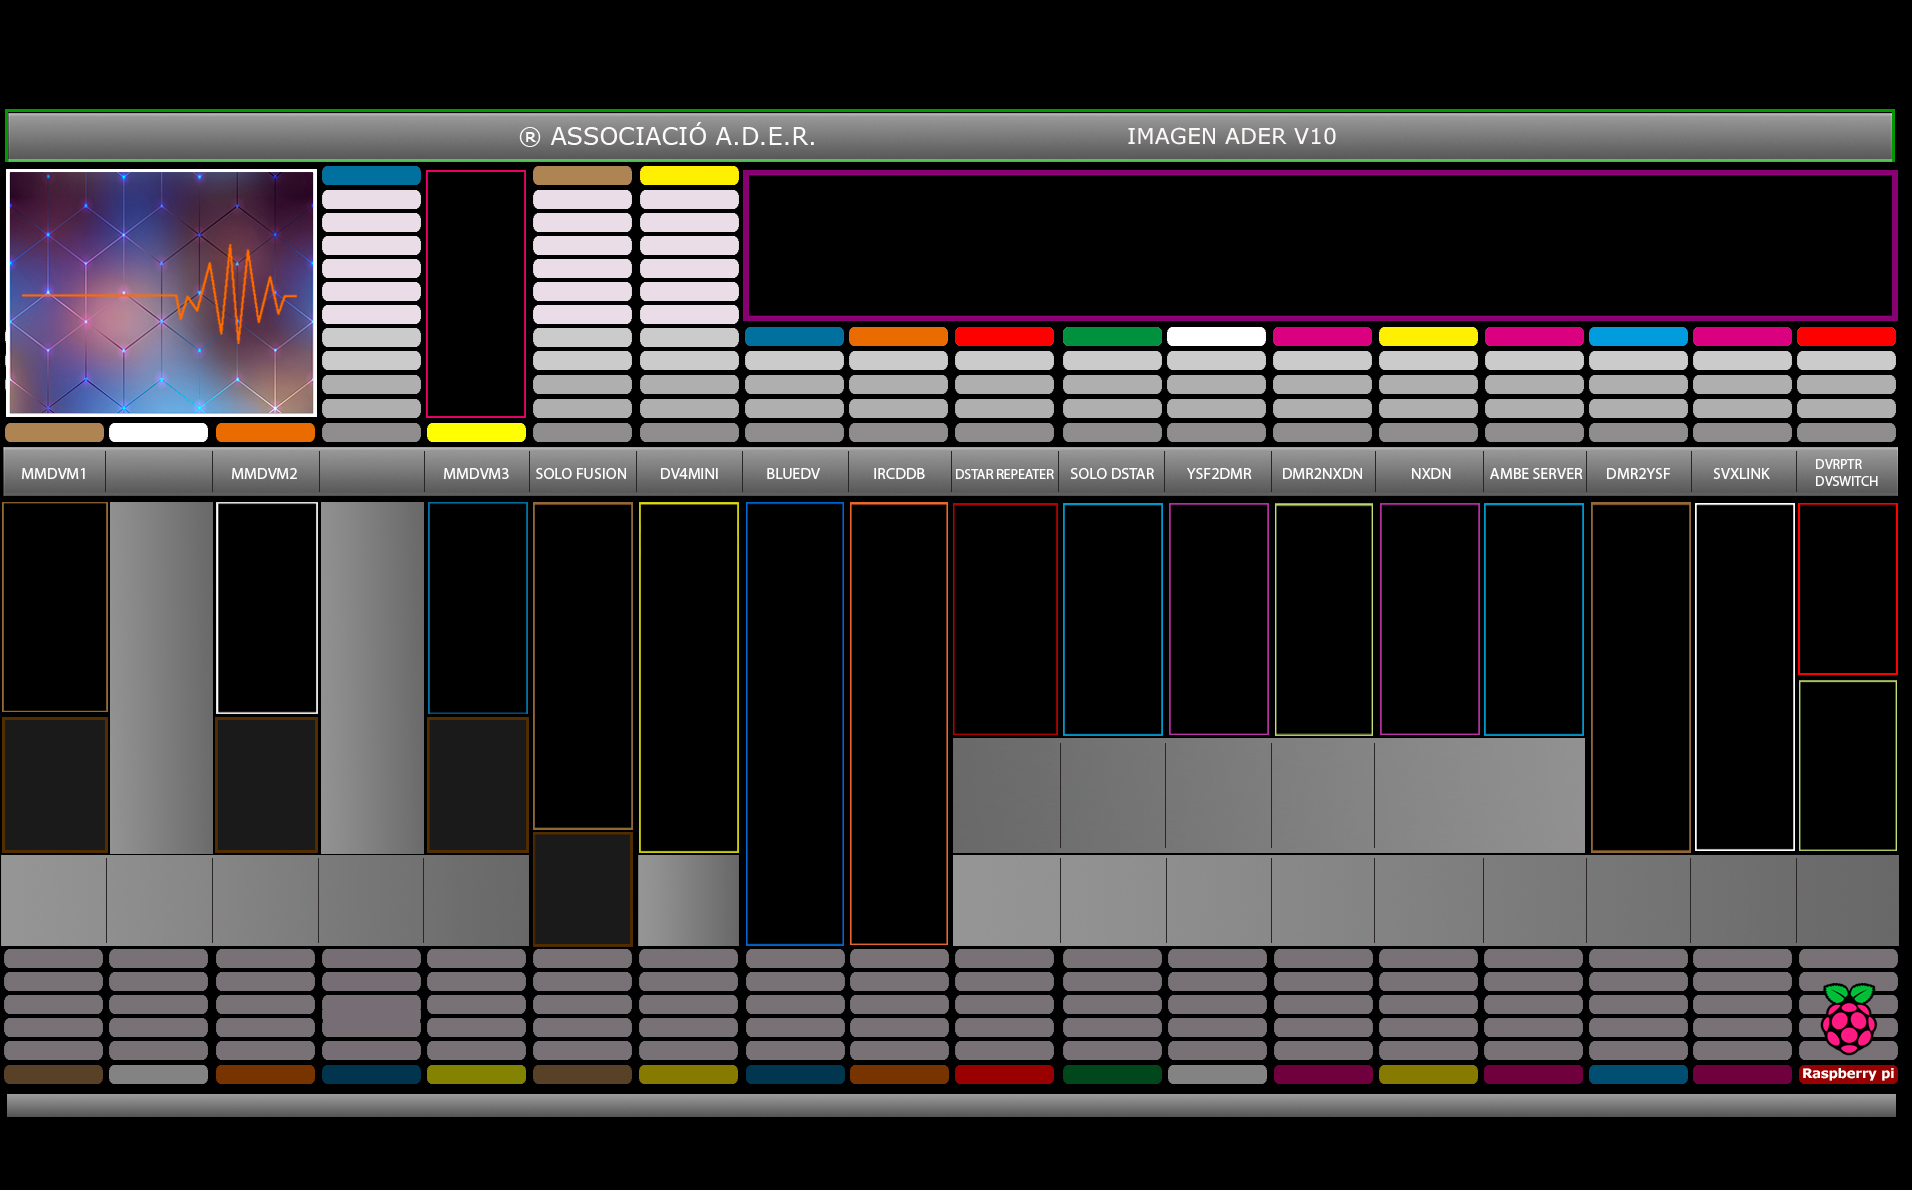 ® ASSOCIACIÓ A.D.E.R.
IMAGEN ADER V10
MMDVM1
MMDVM2
MMDVM3
SOLO FUSION
DV4MINI
BLUEDV
IRCDDB
DSTAR REPEATER
SOLO DSTAR
YSF2DMR
DMR2NXDN
NXDN
AMBE SERVER
DMR2YSF
SVXLINK
DVRPTR
DVSWITCH
Raspberry pi